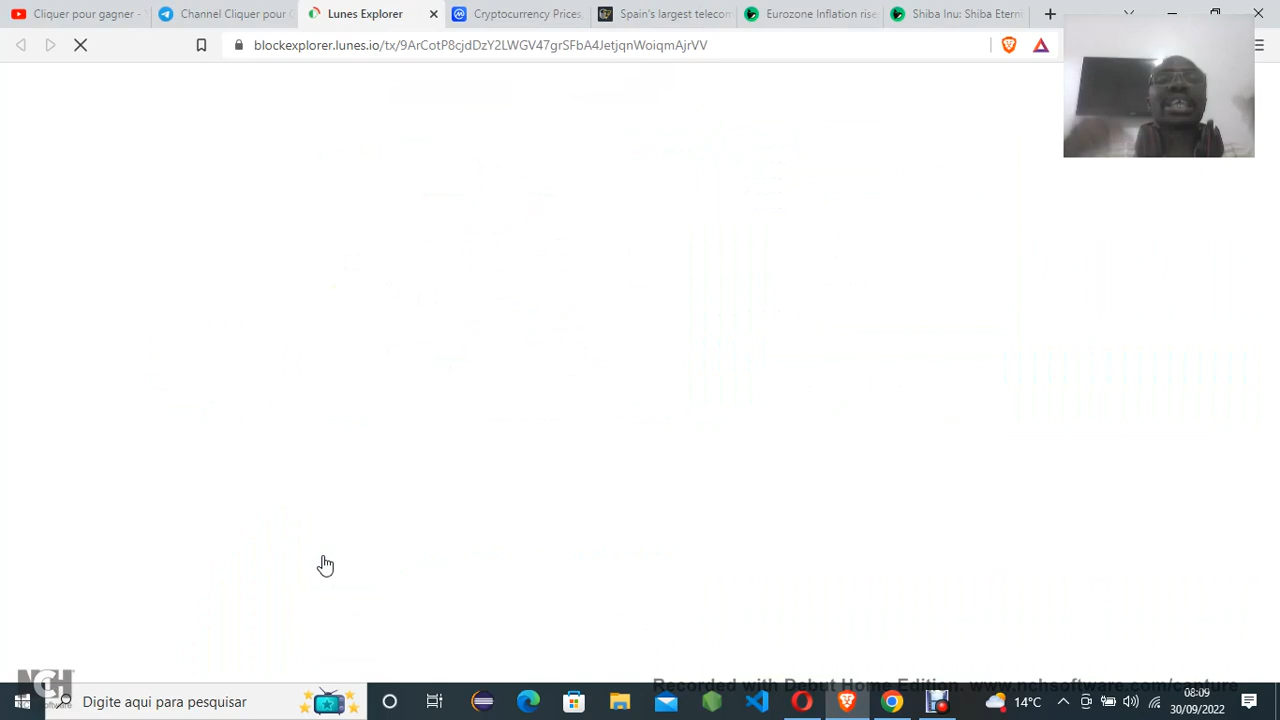 Cliquer pour gagner - Y
Channel Cliquer pour G
Lunes Explorer
Cryptocurrency Prices,
Spain's largest telecom
Eurozone Inflation rise
Shiba Inu: Shiba Eterni
blockexplorer.lunes.io/tx/9ArCotP8cjdDzY2LWGV47grSFbA4JetjqnWoiqmAjrVV
NCH
Recorded with Debut Home Edition. www.nchsoftware.com/capture
Digite aqui para pesquisar
14°C
08:09
30/09/2022